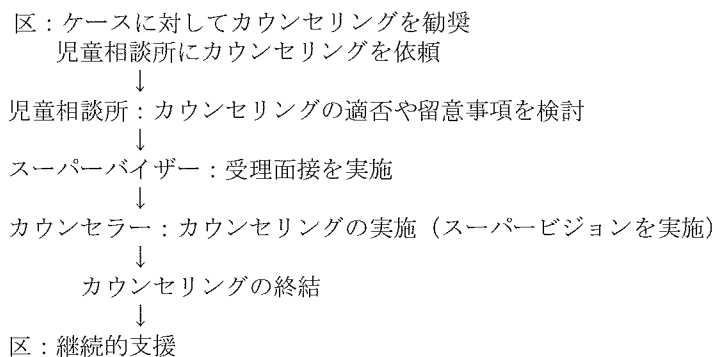 区：ケースに対してカウンセリングを勧奨
児童相談所にカウンセリングを依頼
↓
児童相談所：カウンセリングの適否や留意事項を検討
↓
スーパーバイザー：受理面接を実施
↓
カウンセラー：カウンセリングの実施（スーパービジョンを実施）
↓
カウンセリングの終結
↓
区：継続的支援